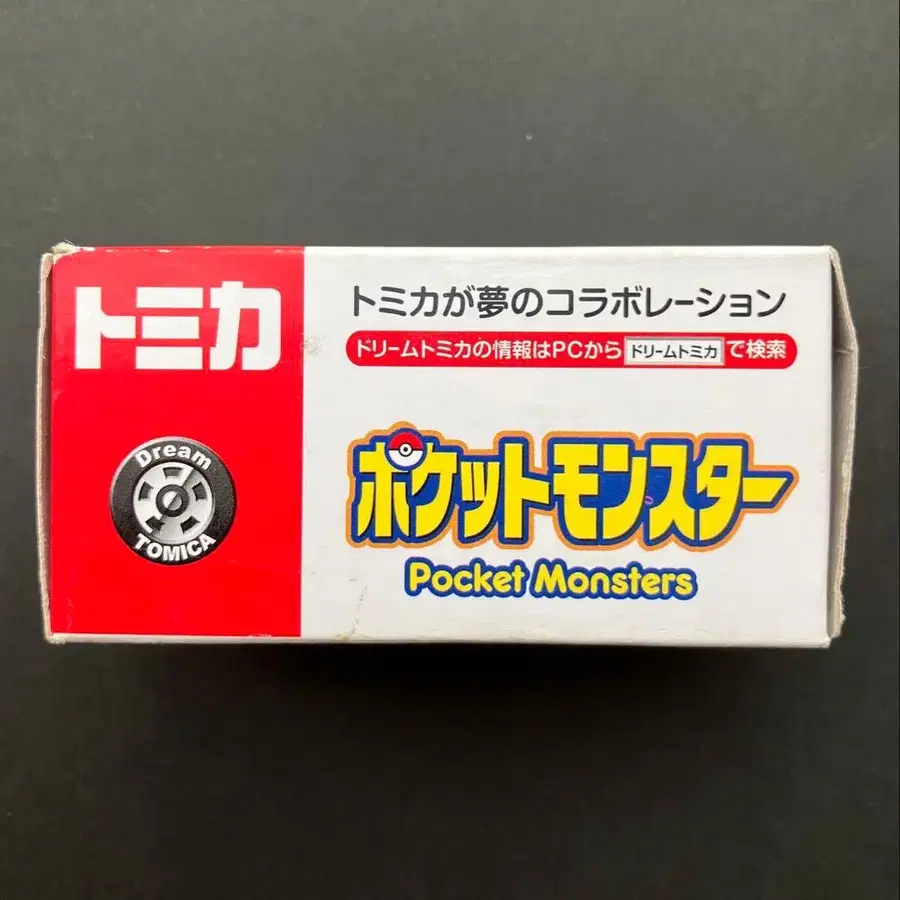 トミカ
Dream
TOMICA
トミカが夢のコラボレーション
ドリームトミカの情報はPCから ドリームトミカ で検索
ポケットモンスター
Pocket Monsters